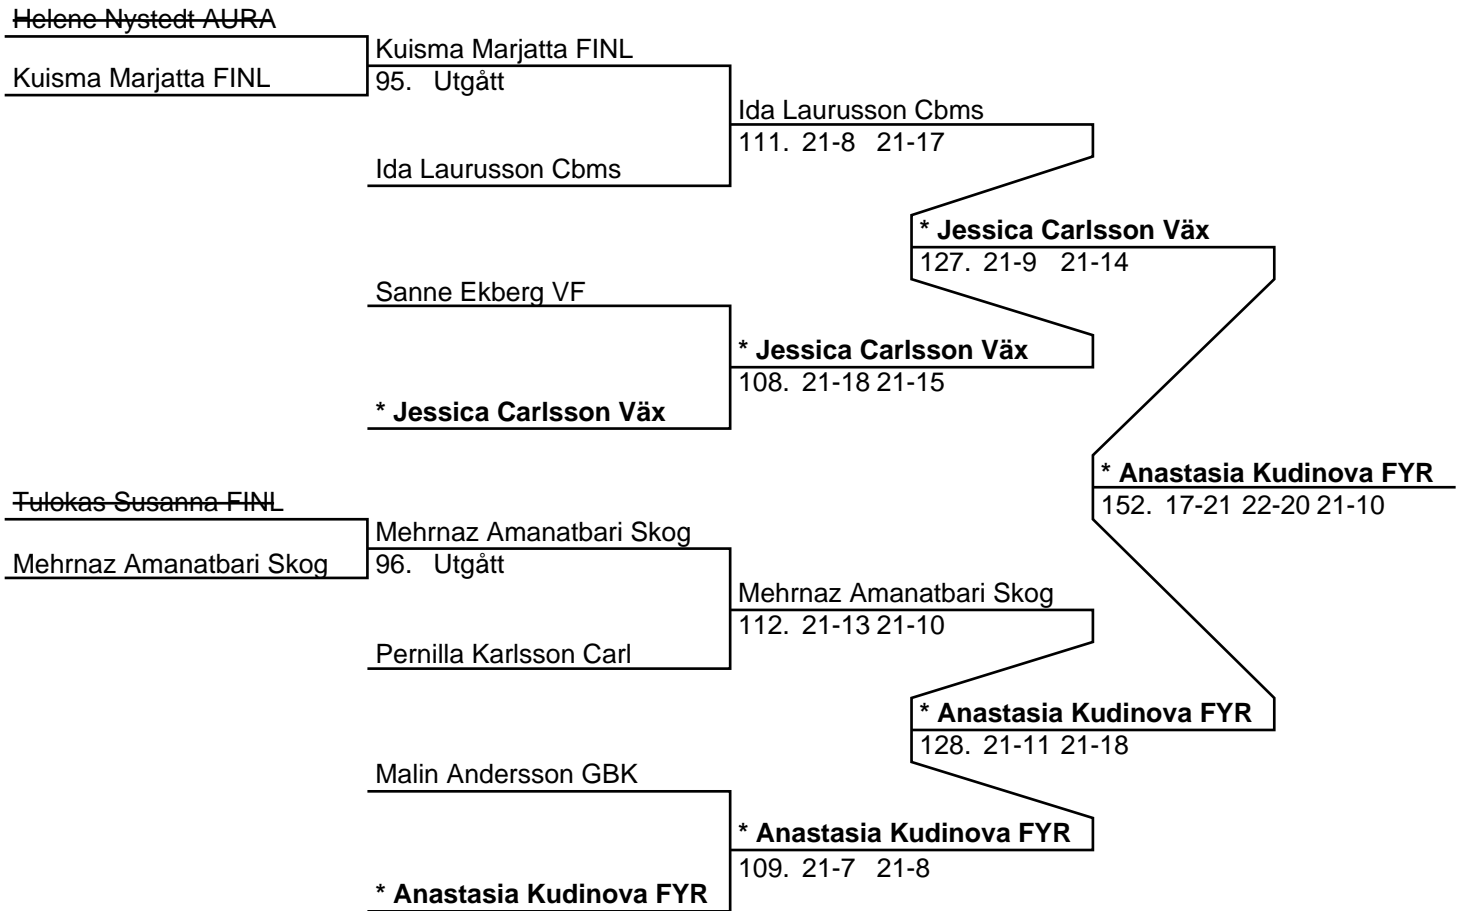 Helene Nystedt AURA
Kuisma Marjatta FINL
Kuisma Marjatta FINL
95. Utgått
Ida Laurusson Cbms
111. 21-8 21-17
Ida Laurusson Cbms
* Jessica Carlsson Väx
127. 21-9 21-14
Sanne Ekberg VF
* Jessica Carlsson Väx
108. 21-18 21-15
* Jessica Carlsson Väx
* Anastasia Kudinova FYR
152. 17-21 22-20 21-10
Tulokas Susanna FINL
Mehrnaz Amanatbari Skog
Mehrnaz Amanatbari Skog
96. Utgått
Mehrnaz Amanatbari Skog
112. 21-13 21-10
Pernilla Karlsson Carl
* Anastasia Kudinova FYR
128. 21-11 21-18
Malin Andersson GBK
* Anastasia Kudinova FYR
109. 21-7 21-8
* Anastasia Kudinova FYR